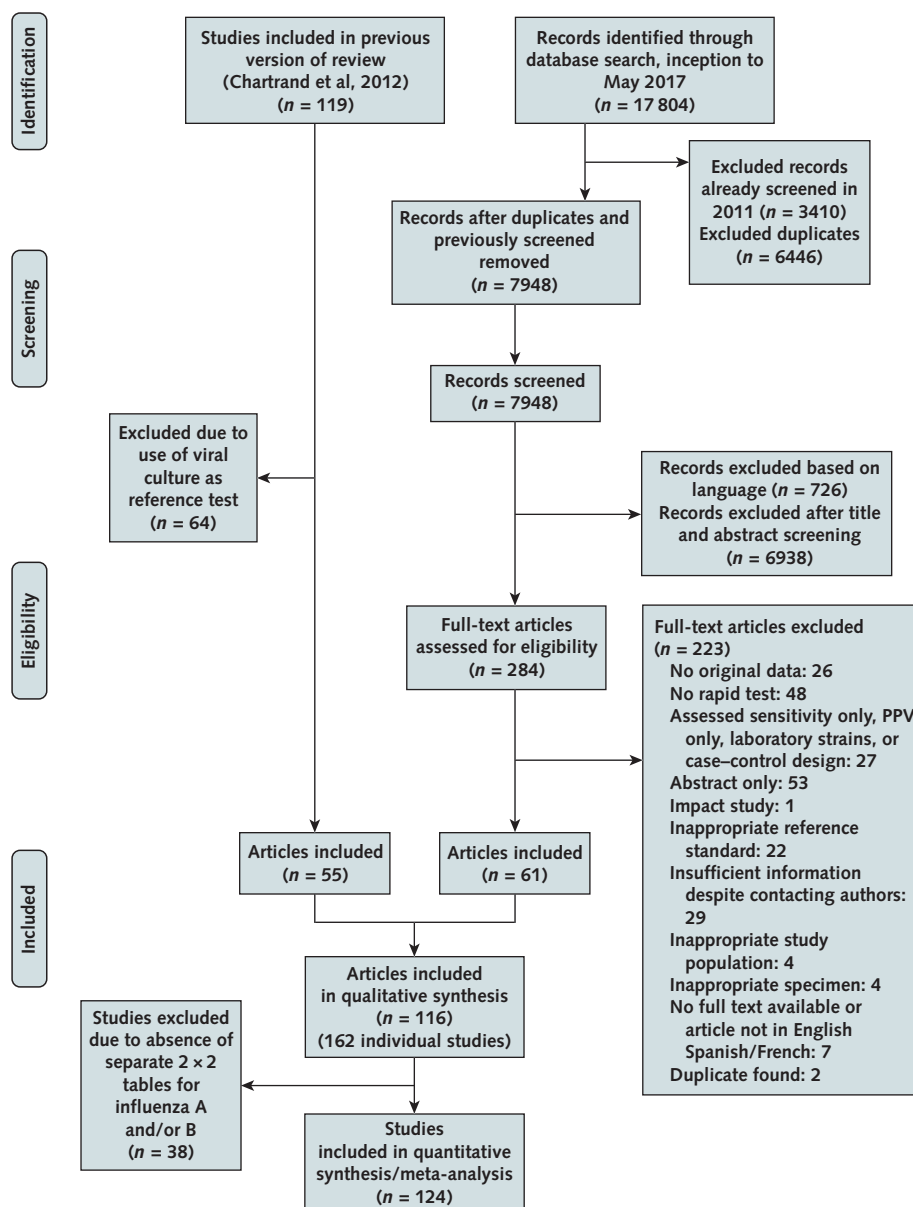 Identification
Studies included in previous
version of review
(Chartrand et al, 2012)
(n = 119)
Records identified through
database search, inception to
May 2017
(n = 17 804)
Excluded records
already screened in
2011 (n = 3410)
Excluded duplicates
(n = 6446)
Records after duplicates and
previously screened
removed
(n = 7948)
Screening
Records screened
(n = 7948)
Excluded due to
use of viral
culture as
reference test
(n = 64)
Records excluded based on
language (n = 726)
Records excluded after title
and abstract screening
(n = 6938)
Eligibility
Full-text articles
assessed for eligibility
(n = 284)
Full-text articles excluded
(n = 223)
No original data: 26
No rapid test: 48
Assessed sensitivity only, PPV
only, laboratory strains, or
case–control design: 27
Abstract only: 53
Impact study: 1
Inappropriate reference
standard: 22
Insufficient information
despite contacting authors:
29
Inappropriate study
population: 4
Inappropriate specimen: 4
No full text available or
article not in English
Spanish/French: 7
Duplicate found: 2
Included
Articles included
(n = 55)
Articles included
(n = 61)
Articles included
in qualitative synthesis
(n = 116)
(162 individual studies)
Studies excluded
due to absence of
separate 2 × 2
tables for
influenza A
and/or B
(n = 38)
Studies
included in quantitative
synthesis/meta-analysis
(n = 124)